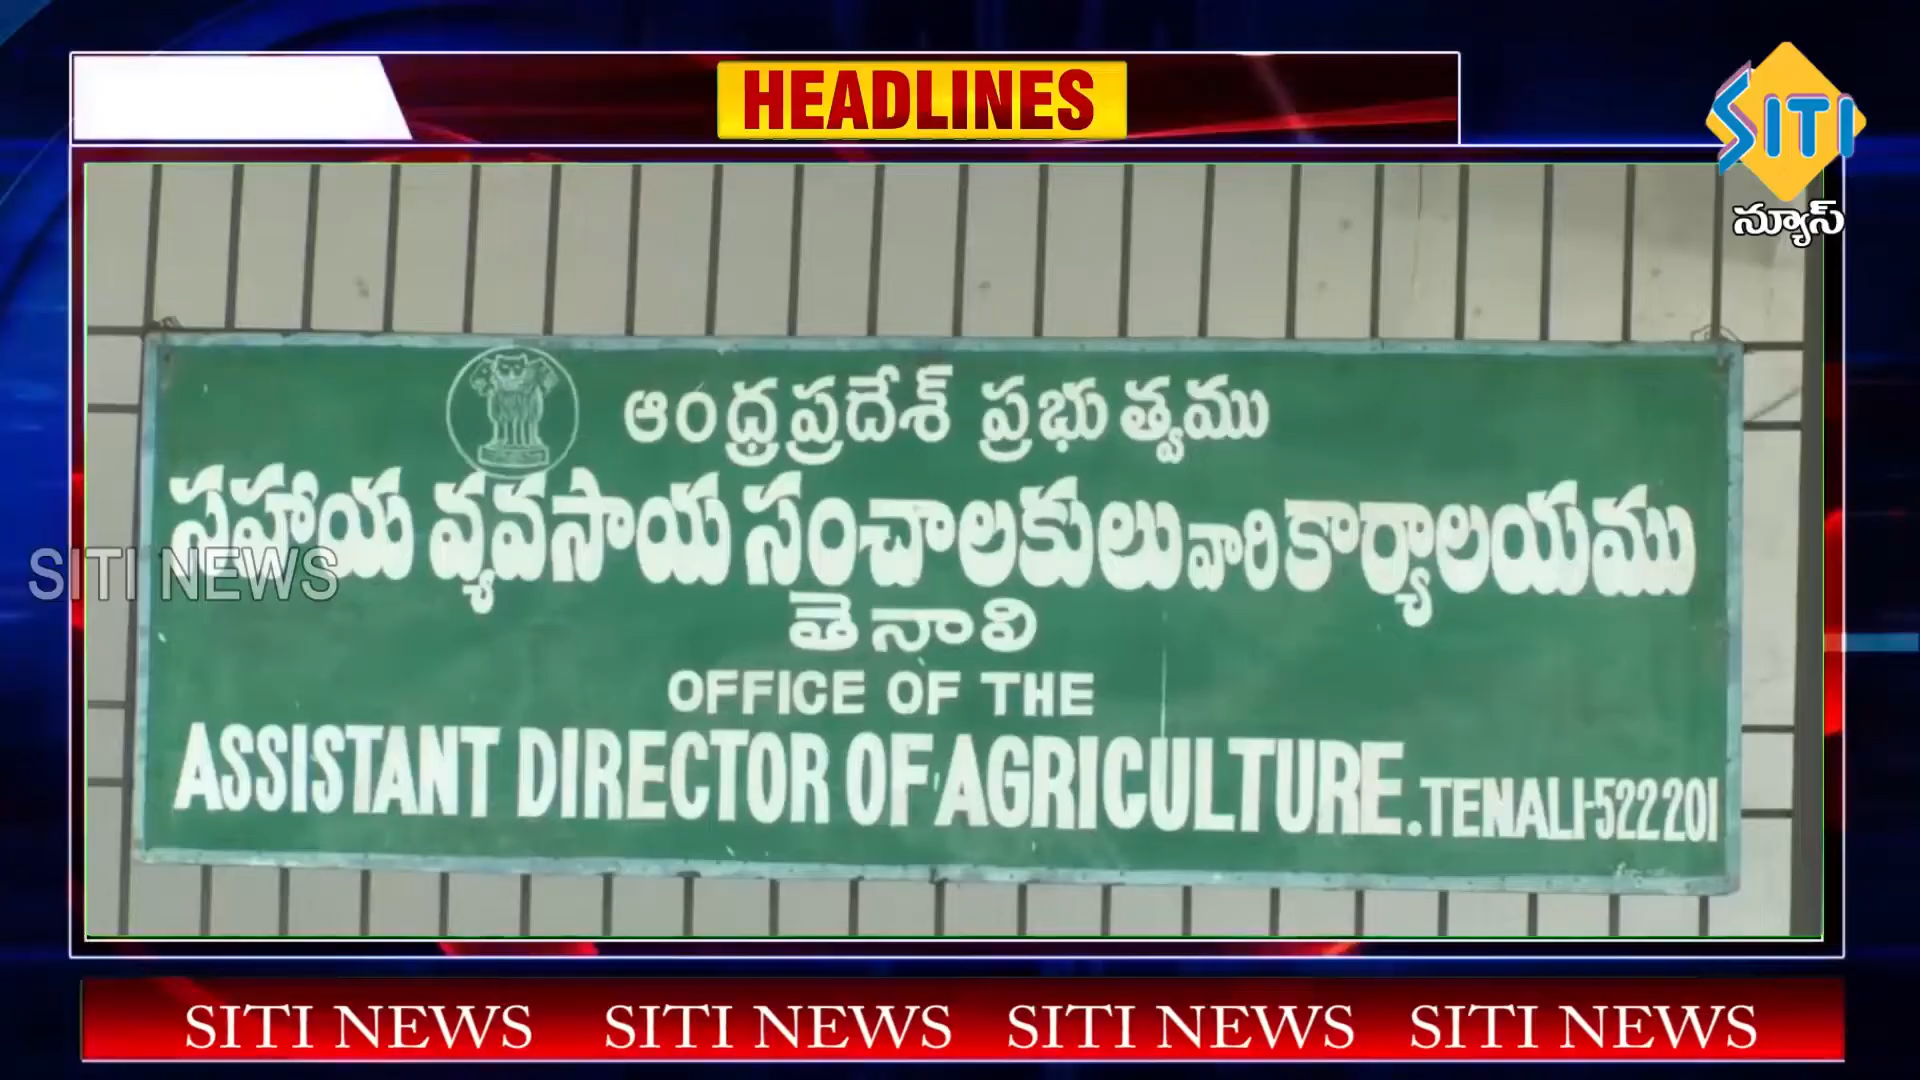 HEADLINES
SITI
న్యూస్
ఆంధ్రప్రదేశ్ ప్రభుత్వము
సహాయ వ్యవసాయ సంచాలకులు వారి కార్యాలయము
SITI NEWS
తెనాలి
OFFICE OF THE
ASSISTANT DIRECTOR OF AGRICULTURE.TENALI-522201
SITI NEWS SITI NEWS SITI NEWS SITI NEWS